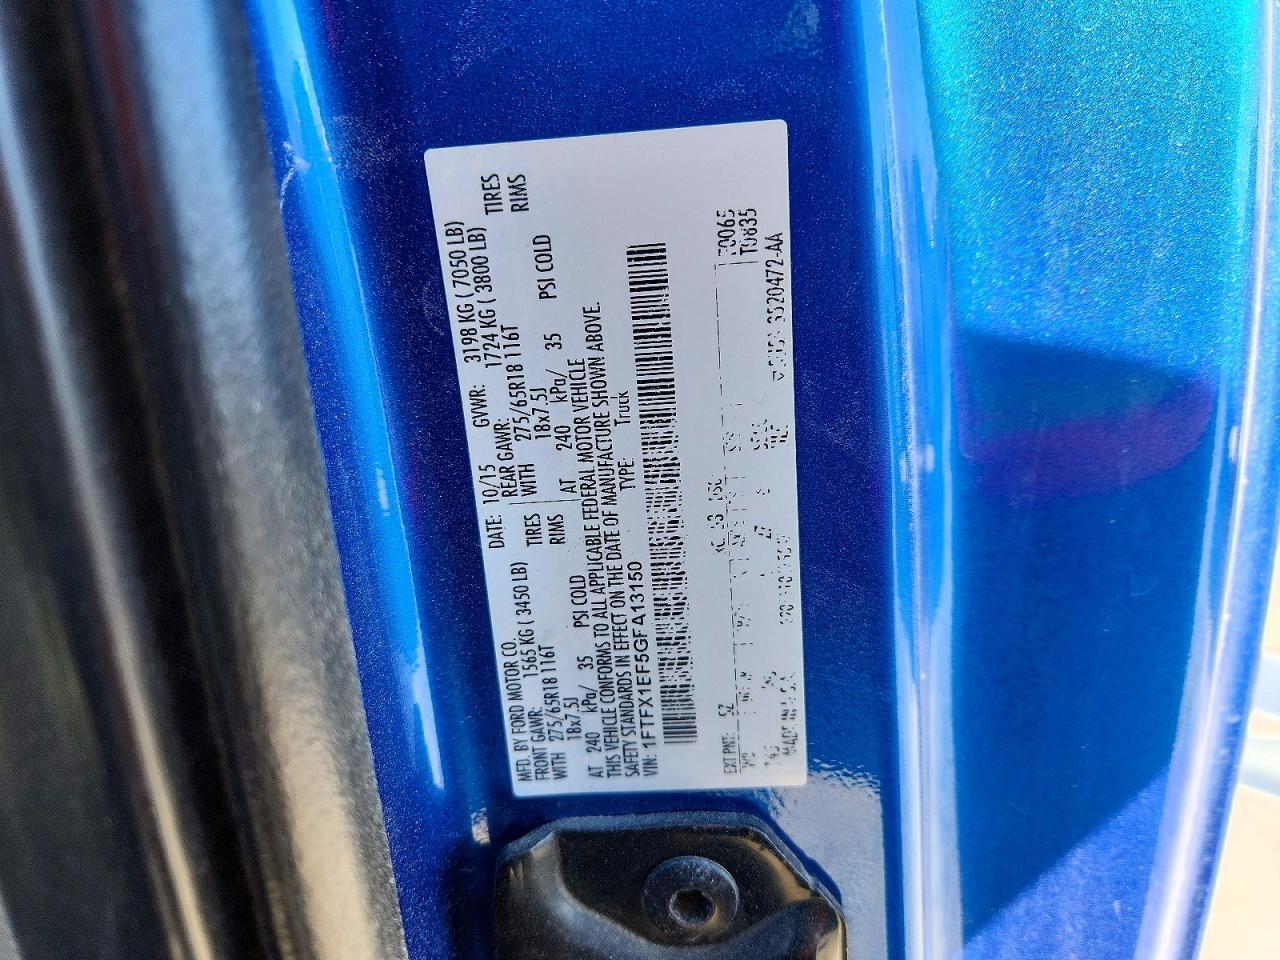 MFD. BY FORD MOTOR CO.
DATE: 10/15 GVWR: 3198 KG ( 7050 LB)
FRONT GAWR: 1565 KG ( 3450 LB)
REAR GAWR: 1724 KG ( 3800 LB)
WITH 275/65R18 116T TIRES
WITH 275/65R18 116T TIRES
18x7.5J RIMS
18x7.5J RIMS
AT 240 kPa/ 35 PSI COLD
AT 240 kPa/ 35 PSI COLD
THIS VEHICLE CONFORMS TO ALL APPLICABLE FEDERAL MOTOR VEHICLE
SAFETY STANDARDS IN EFFECT ON THE DATE OF MANUFACTURE SHOWN ABOVE.
VIN: 1FTFX1EF5GFA13150
TYPE: Truck
EXT PNT:
T0835
3520472-AA